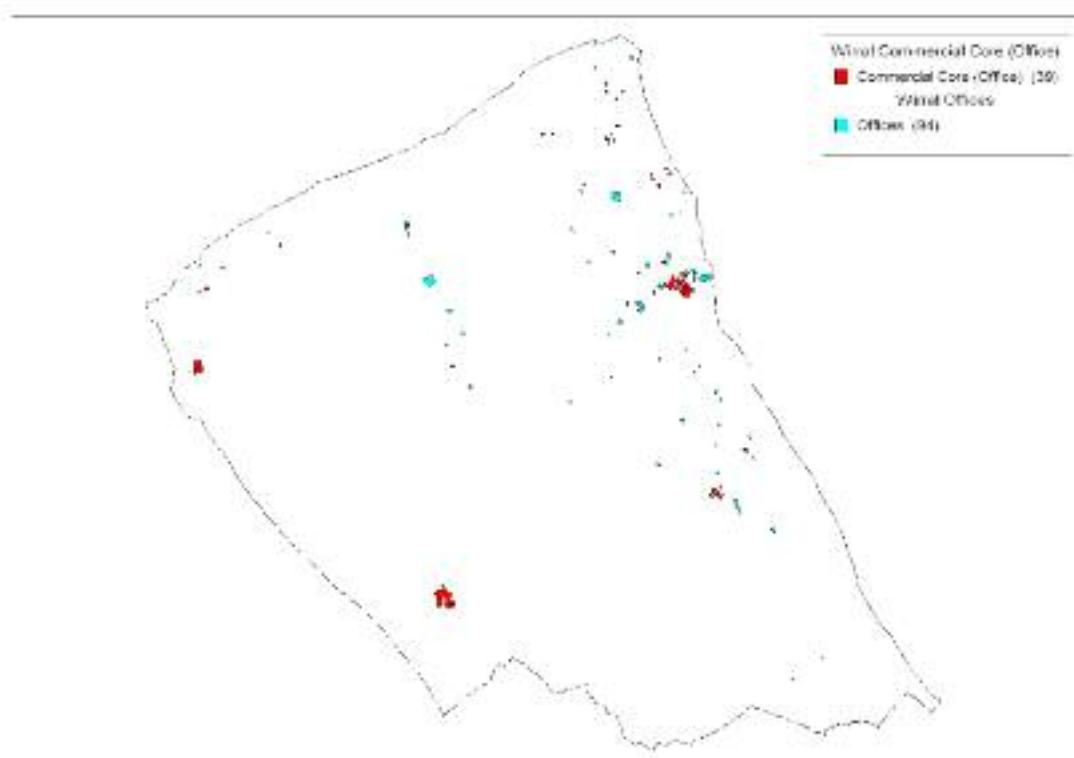 Wirral Commercial Core (Office)
Commercial Core (Office) (39)
Wirral Offices
Offices (94)